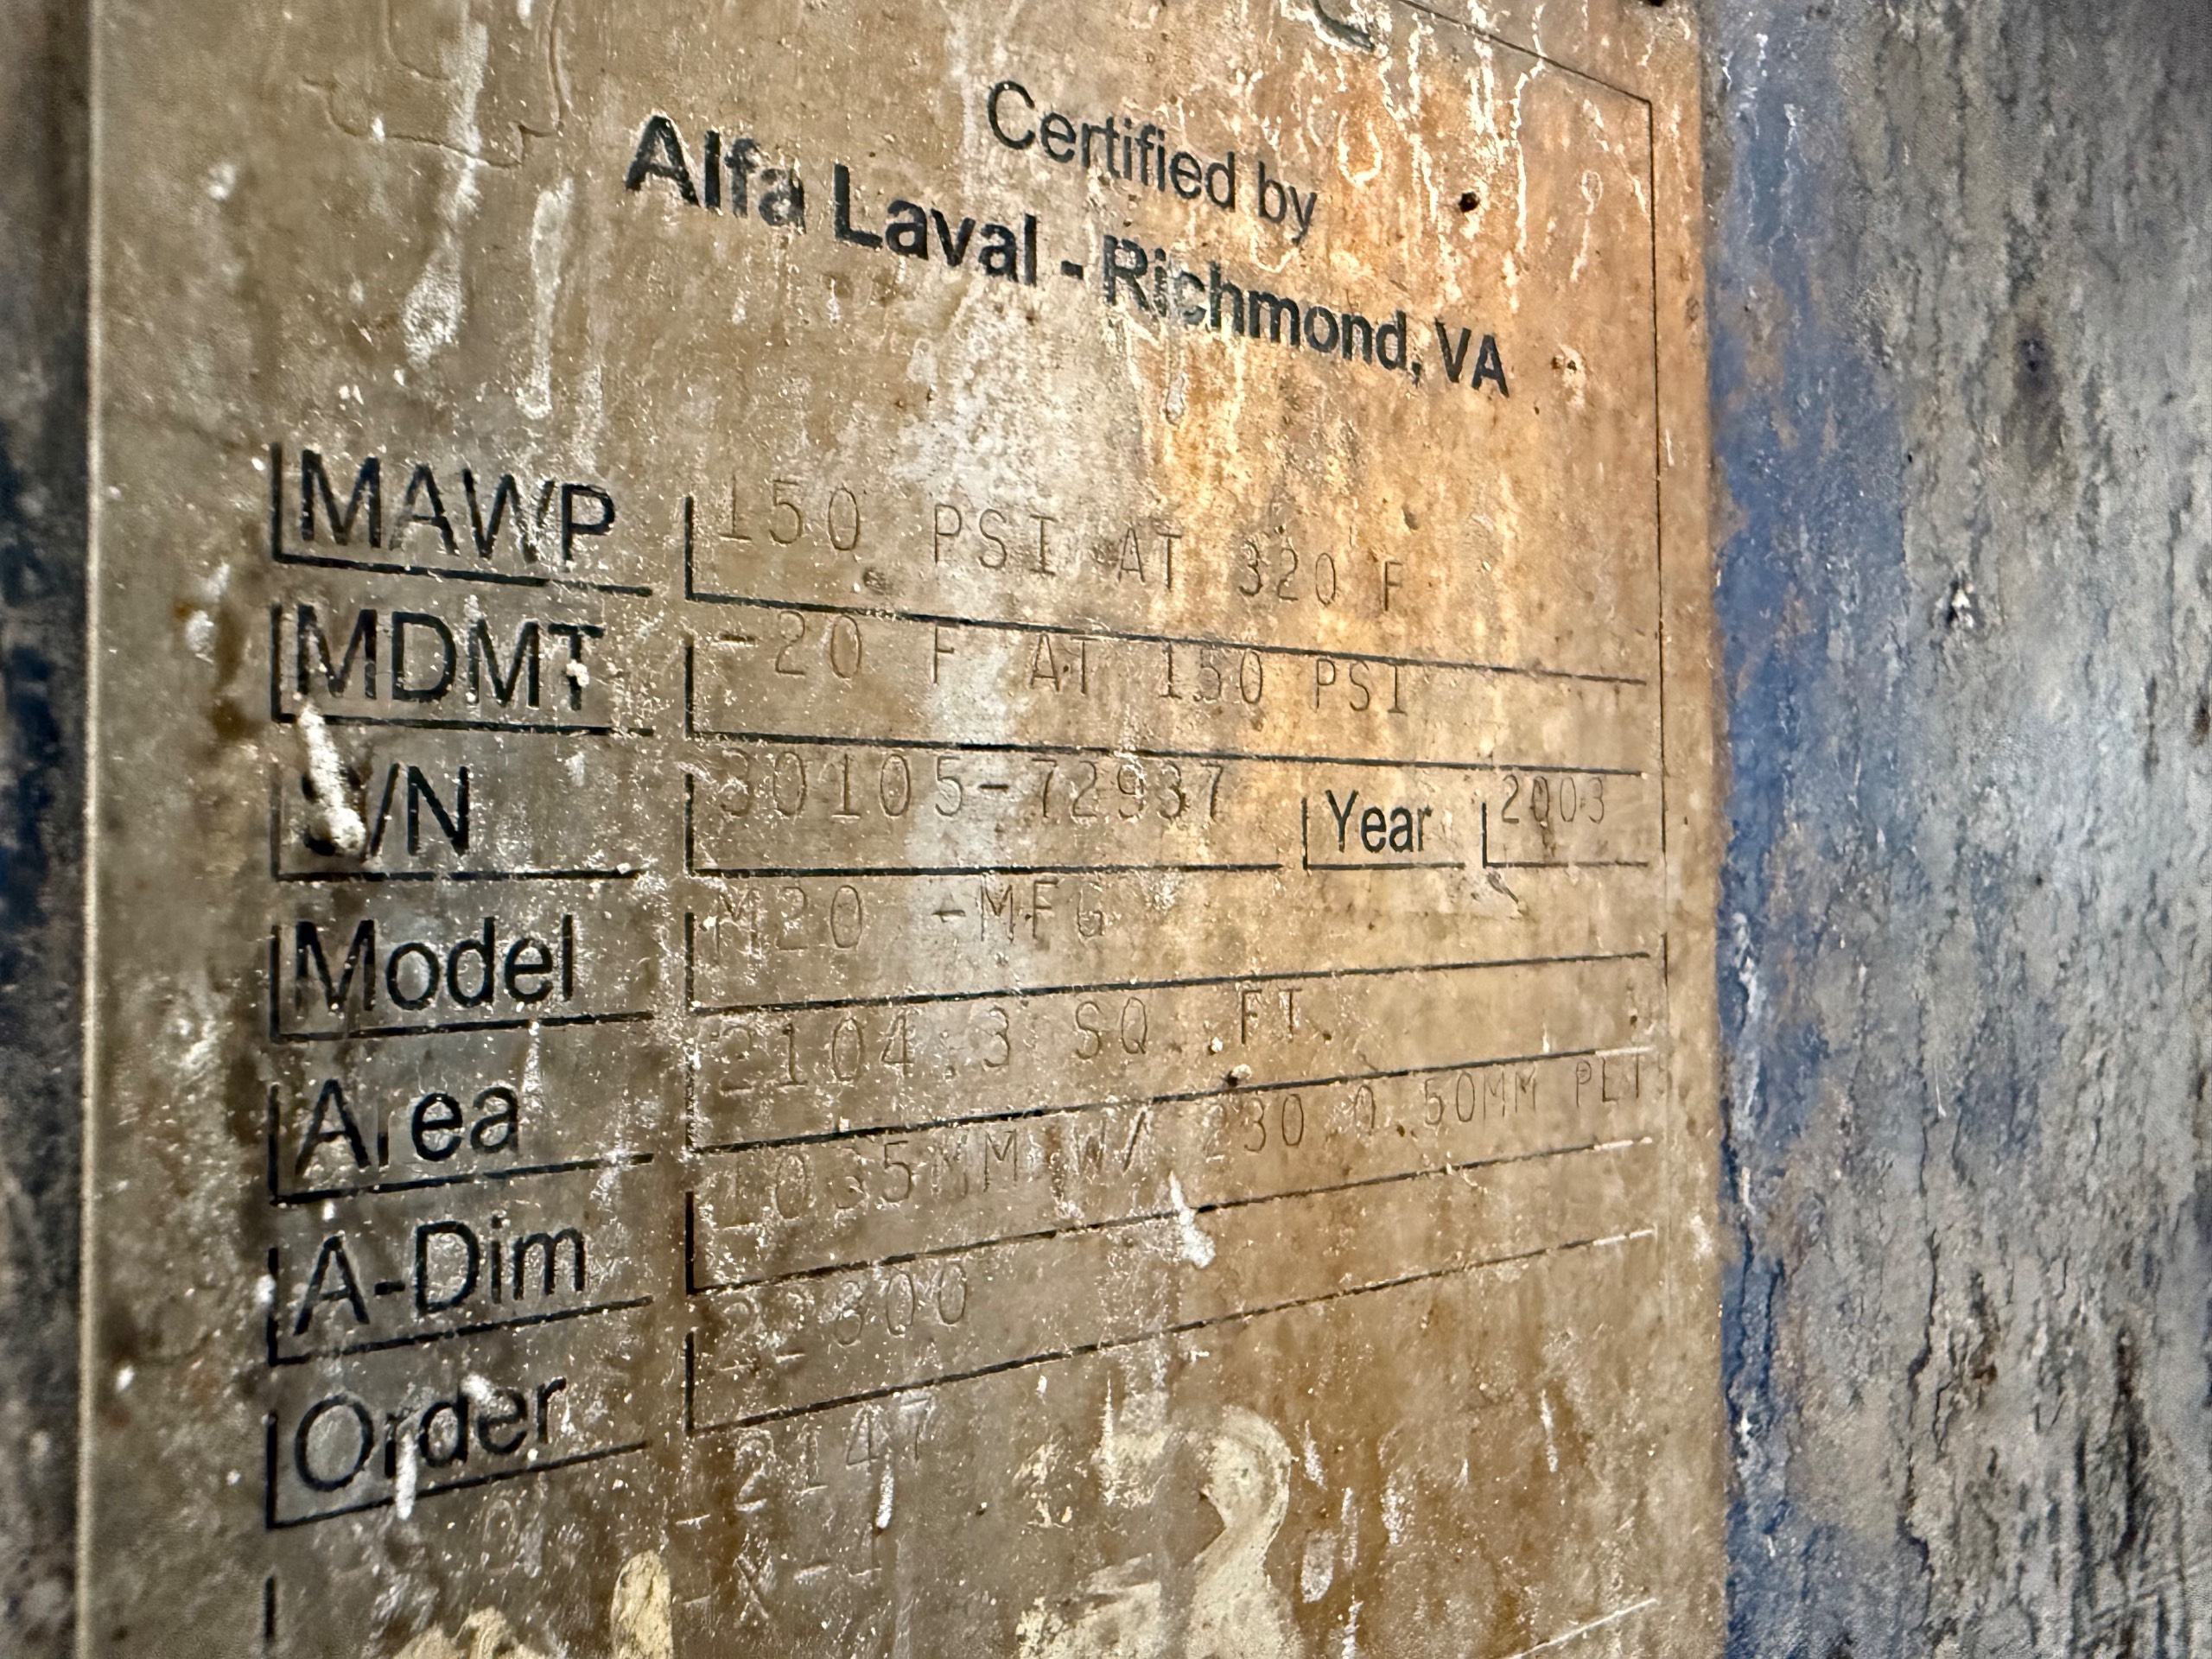 Certified by
Alfa Laval - Richmond, VA
MAWP 150 PSI AT 320 F
MDMT -20 F AT 150 PSI
S/N 30105-72937 Year 2003
Model M20 -MFG
Area 2104.3 SQ. FT.
A-Dim 1035MM W/ 230 0.50MM PLT
Order
2147